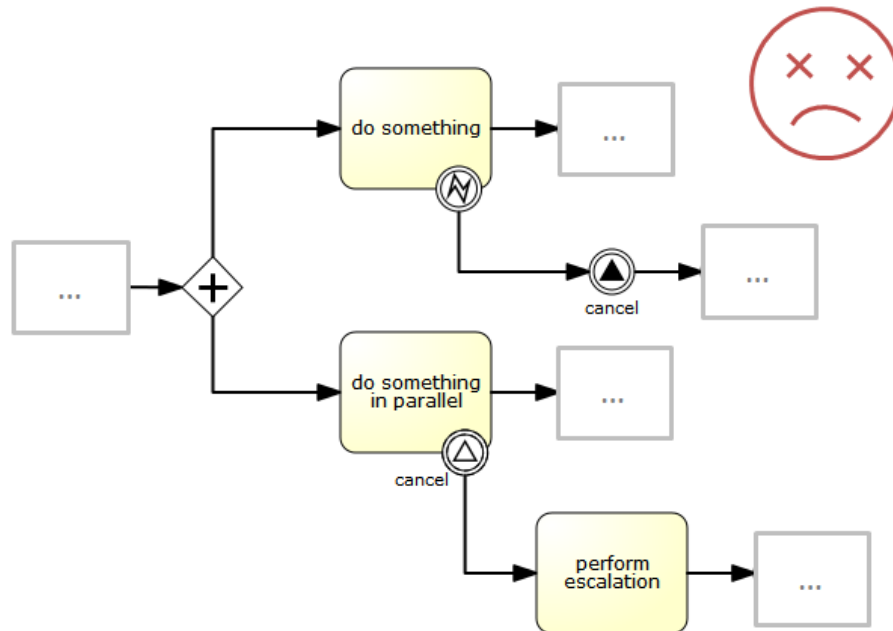 do something
...
...
...
cancel
do something
in parallel
...
cancel
perform
escalation
...